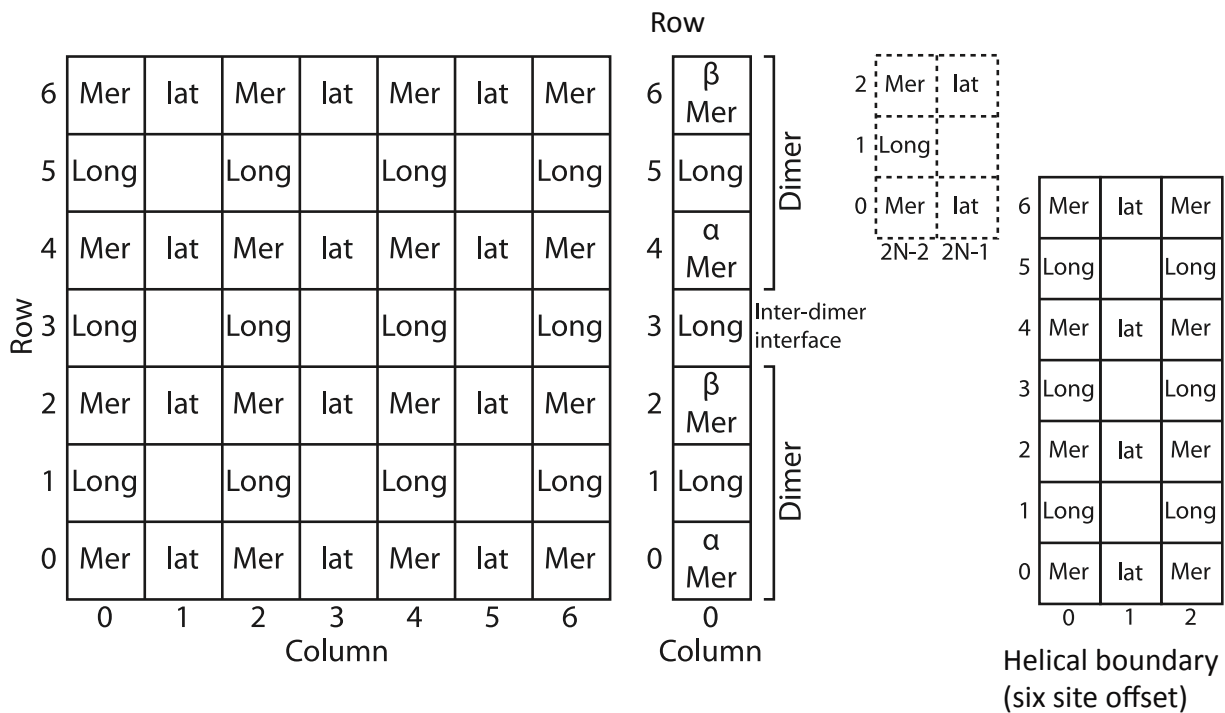 Row
6 Mer lat Mer lat Mer lat Mer
5 Long Long Long Long
4 Mer lat Mer lat Mer lat Mer
3 Long Long Long Long
2 Mer lat Mer lat Mer lat Mer
1 Long Long Long Long
0 Mer lat Mer lat Mer lat Mer
0 1 2 3 4 5 6
Column
Row
6 β
Mer
5 Long
4 α
Mer
Dimer
3 Long
Inter-dimer
interface
2 β
Mer
1 Long
0 α
Mer
Dimer
0
Column
2 Mer lat
1 Long
0 Mer lat
2N-2 2N-1
6 Mer lat Mer
5 Long Long
4 Mer lat Mer
3 Long Long
2 Mer lat Mer
1 Long Long
0 Mer lat Mer
0 1 2
Helical boundary
(six site offset)